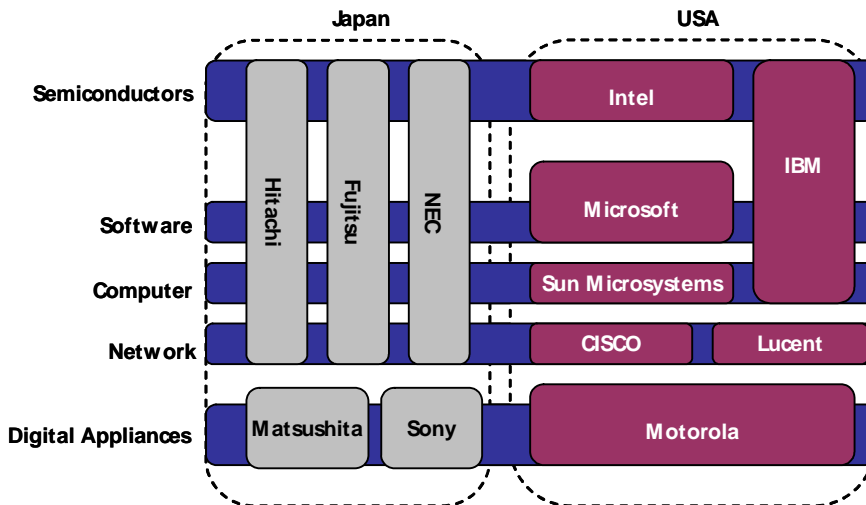 Japan
USA
Semiconductors
Intel
IBM
Hitachi
Fujitsu
NEC
Software
Microsoft
Computer
Sun Microsystems
Network
CISCO
Lucent
Digital Appliances
Matsushita
Sony
Motorola